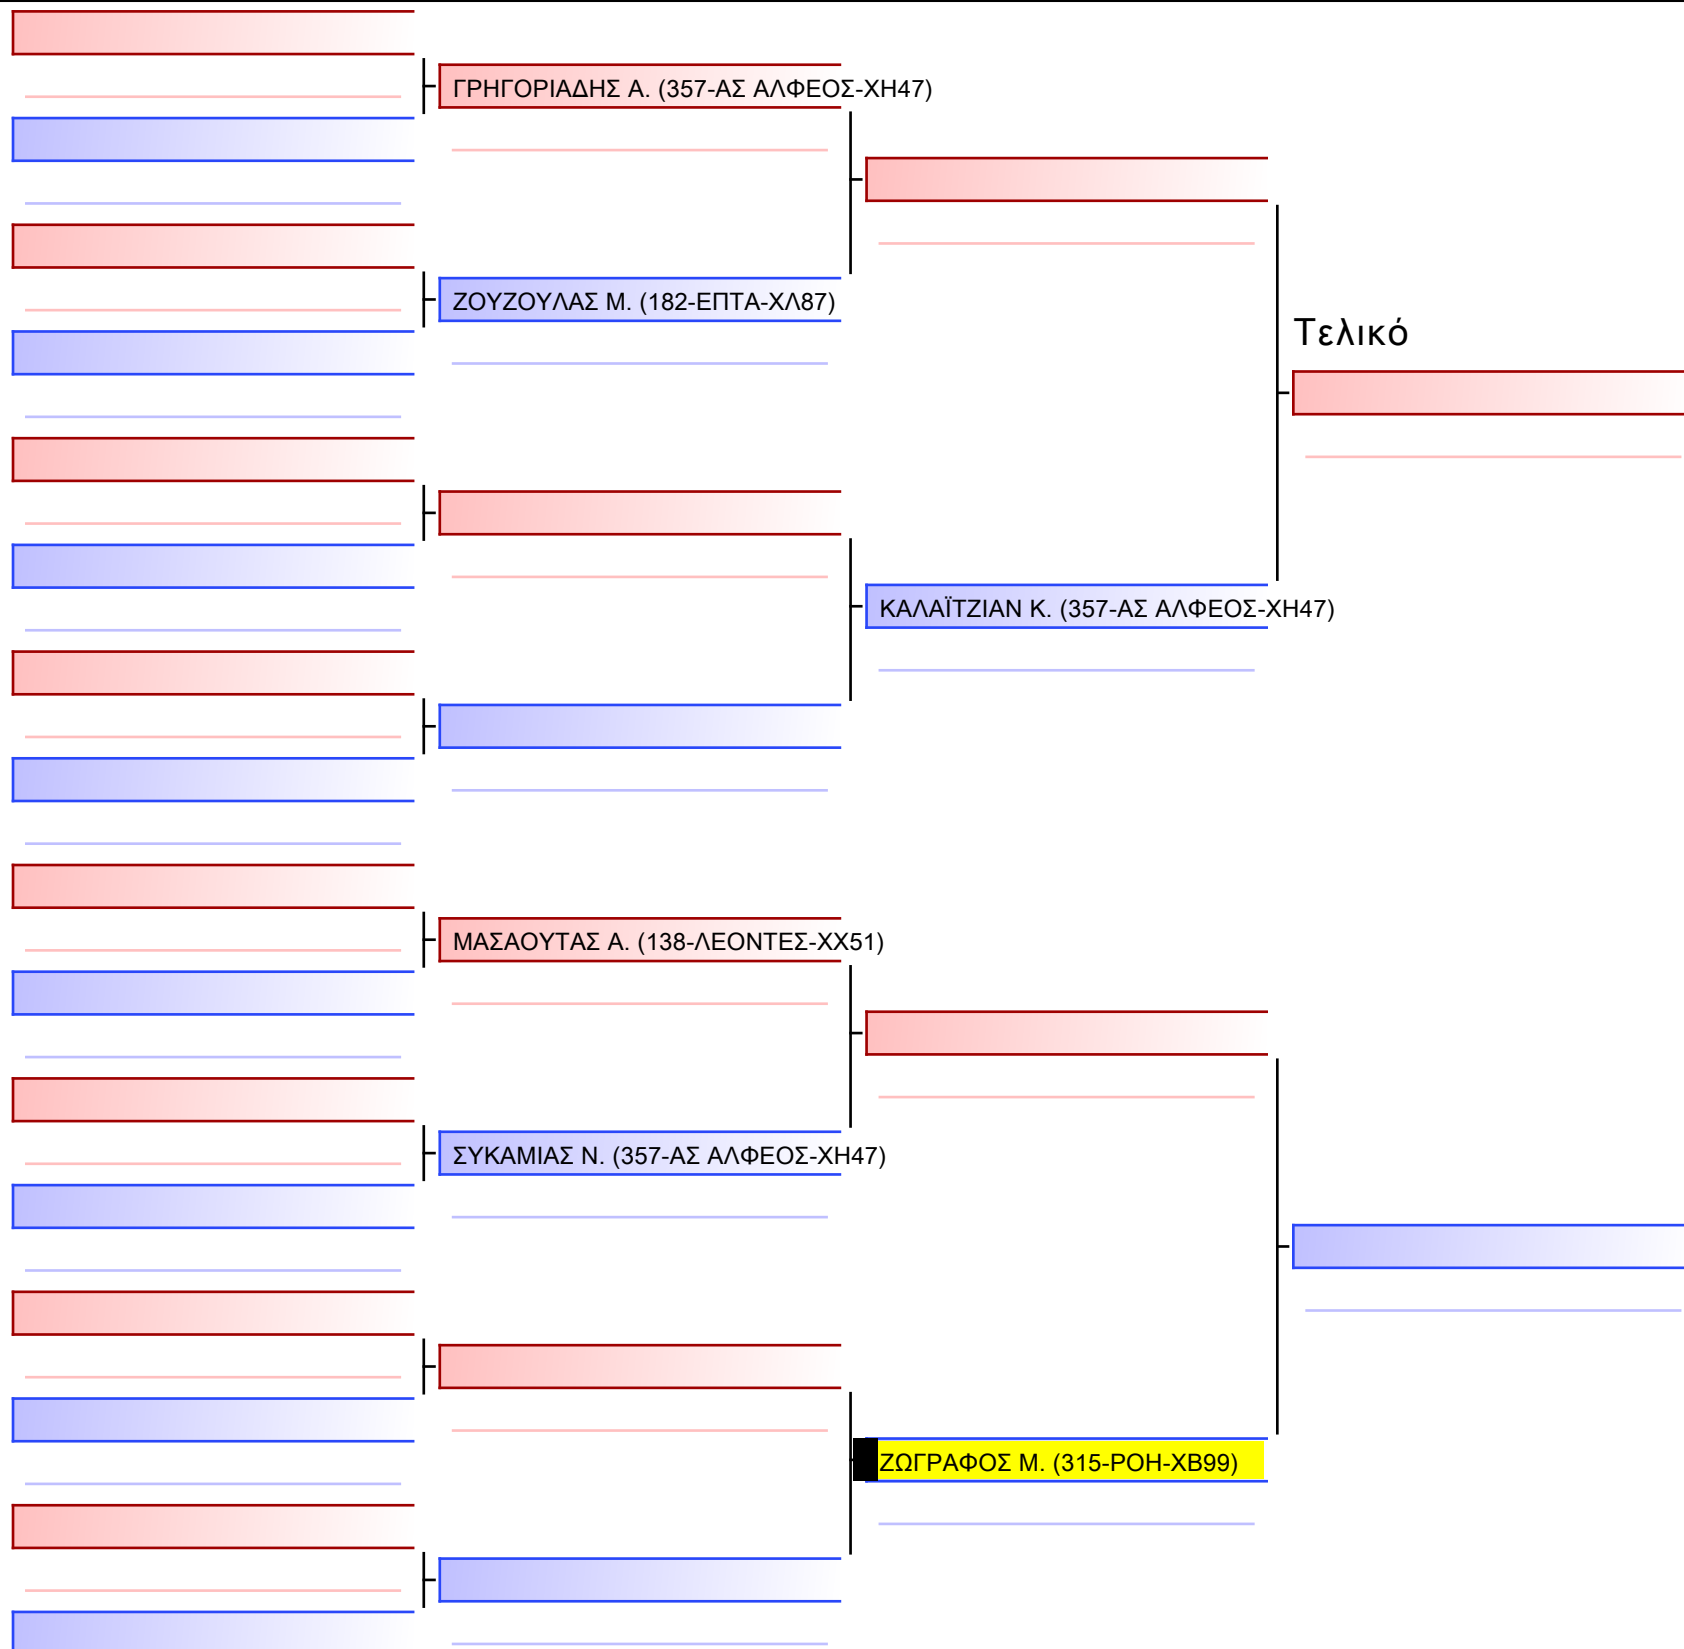 ΓΡΗΓΟΡΙΑΔΗΣ Α. (357-ΑΣ ΑΛΦΕΟΣ-ΧΗ47)
ΖΟΥΖΟΥΛΑΣ Μ. (182-ΕΠΤΑ-ΧΛ87)
Τελικό
ΚΑΛΑΪΤΖΙΑΝ Κ. (357-ΑΣ ΑΛΦΕΟΣ-ΧΗ47)
ΜΑΣΑΟΥΤΑΣ Α. (138-ΛΕΟΝΤΕΣ-ΧΧ51)
ΣΥΚΑΜΙΑΣ Ν. (357-ΑΣ ΑΛΦΕΟΣ-ΧΗ47)
ΖΩΓΡΑΦΟΣ Μ. (315-ΡΟΗ-ΧΒ99)